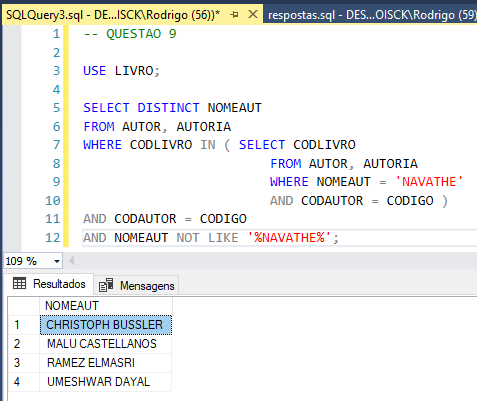 SQLQuery3.sql - DE...ISCK\Rodrigo (56))* respostas.sql - DES...OISCK\Rodrigo (59)
1 -- QUESTAO 9
2
3 USE LIVRO;
4
5 SELECT DISTINCT NOMEAUT
6 FROM AUTOR, AUTORIA
7 WHERE CODLIVRO IN ( SELECT CODLIVRO
8 FROM AUTOR, AUTORIA
9 WHERE NOMEAUT = 'NAVATHE'
10 AND CODAUTOR = CODIGO )
11 AND CODAUTOR = CODIGO
12 AND NOMEAUT NOT LIKE '%NAVATHE%';
109 %
Resultados Mensagens
NOMEAUT
1 CHRISTOPH BUSSLER
2 MALU CASTELLANOS
3 RAMEZ ELMASRI
4 UMESHWAR DAYAL